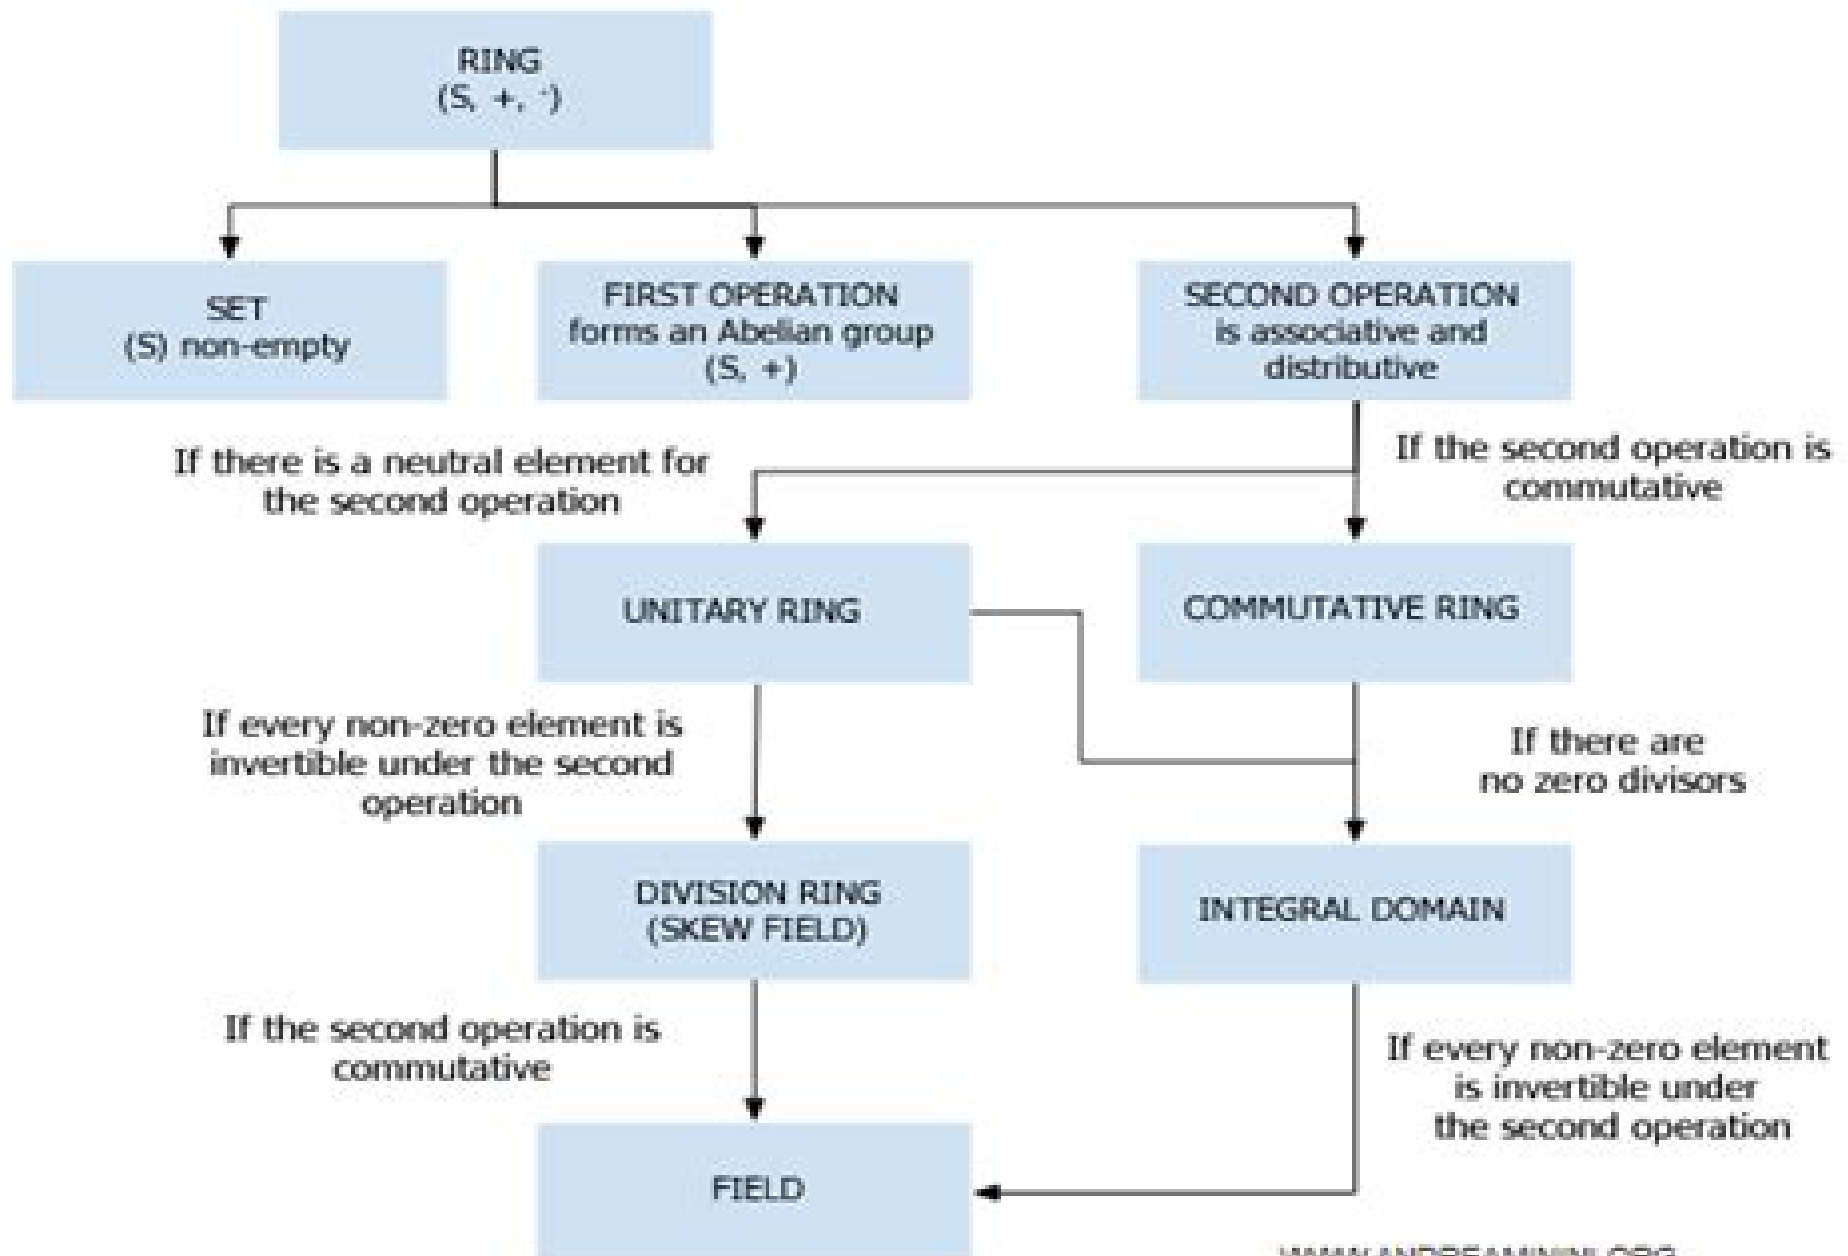 RING
(S, +, ·)
SET
(S) non-empty
FIRST OPERATION
forms an Abelian group
(S, +)
SECOND OPERATION
is associative and
distributive
If there is a neutral element for
the second operation
If the second operation is
commutative
UNITARY RING
COMMUTATIVE RING
If every non-zero element is
invertible under the second
operation
If there are
no zero divisors
DIVISION RING
(SKEW FIELD)
INTEGRAL DOMAIN
If the second operation is
commutative
If every non-zero element
is invertible under
the second operation
FIELD
WWW.ANDREAMININI.ORG